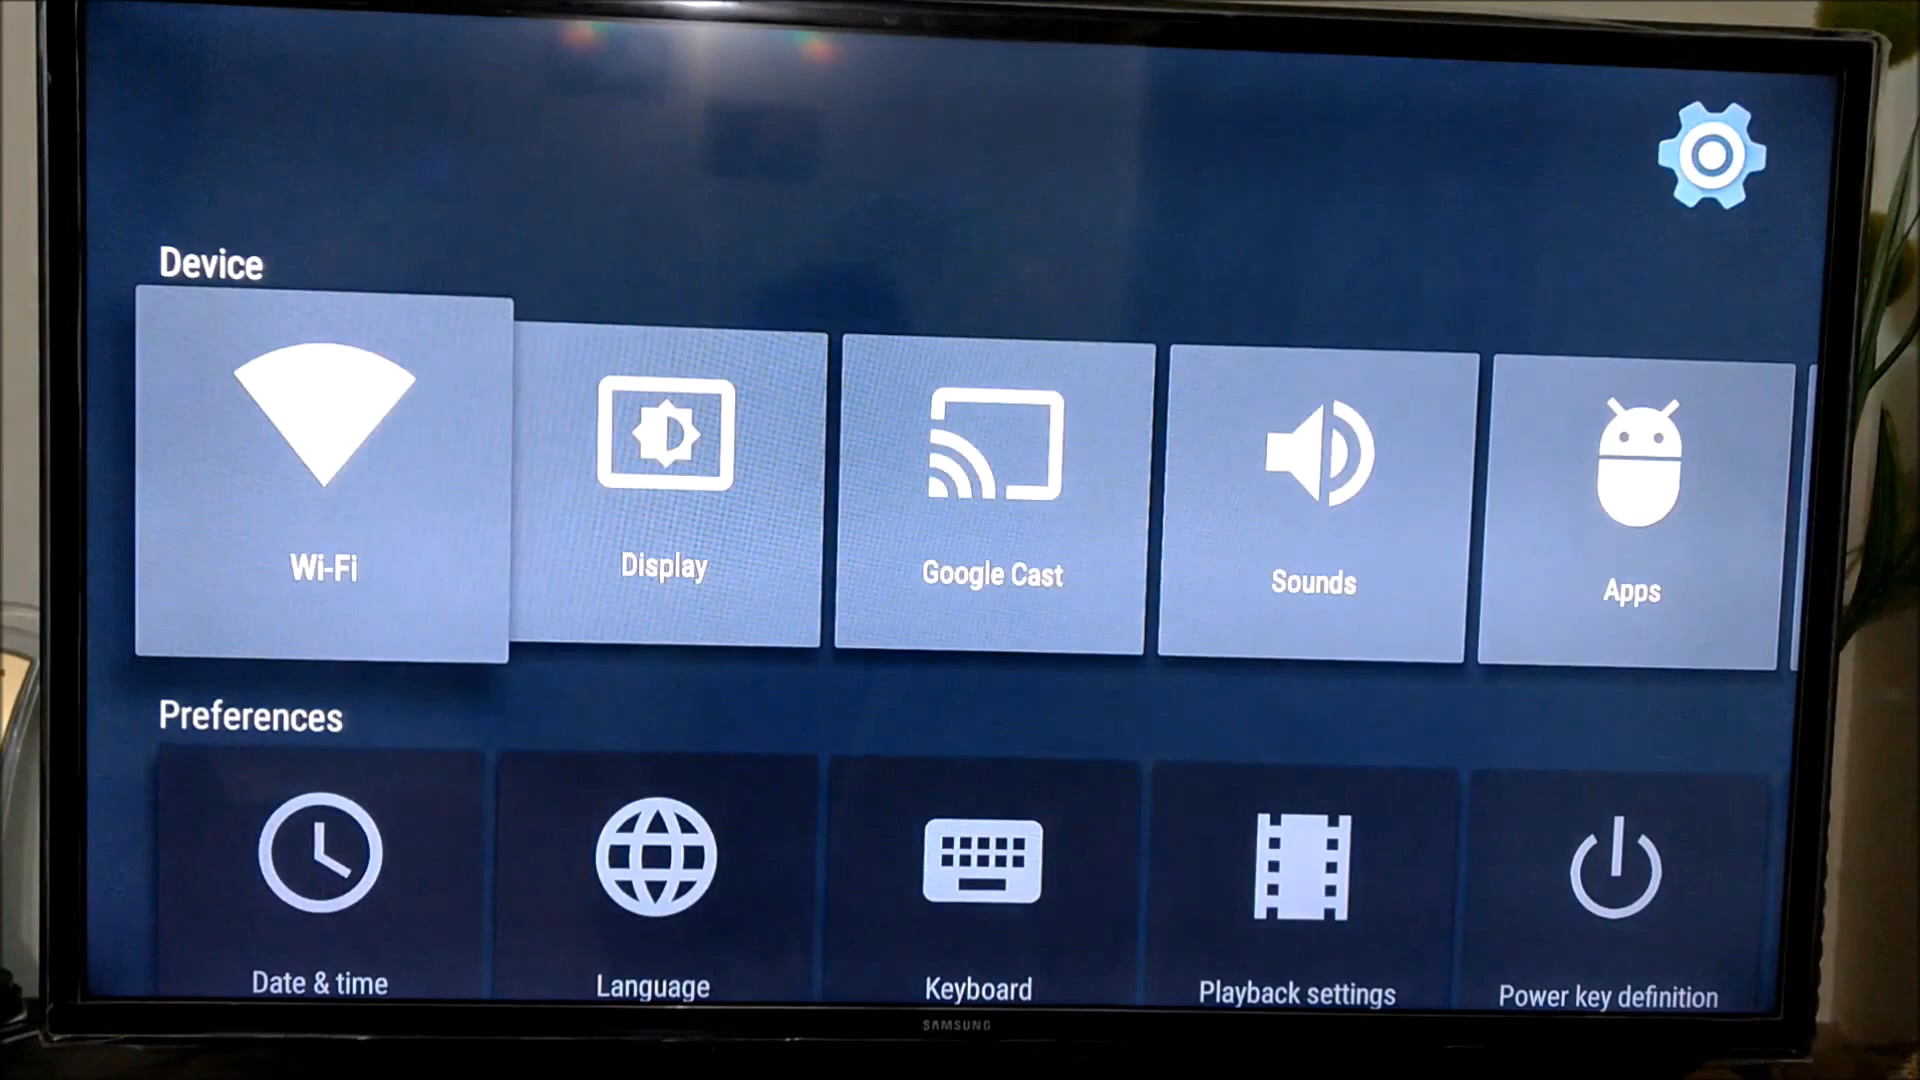 Device
Wi-Fi
Display
Google Cast
Sounds
Apps
Preferences
Date & time
Language
Keyboard
Playback settings
Power key definition
SAMSUNG